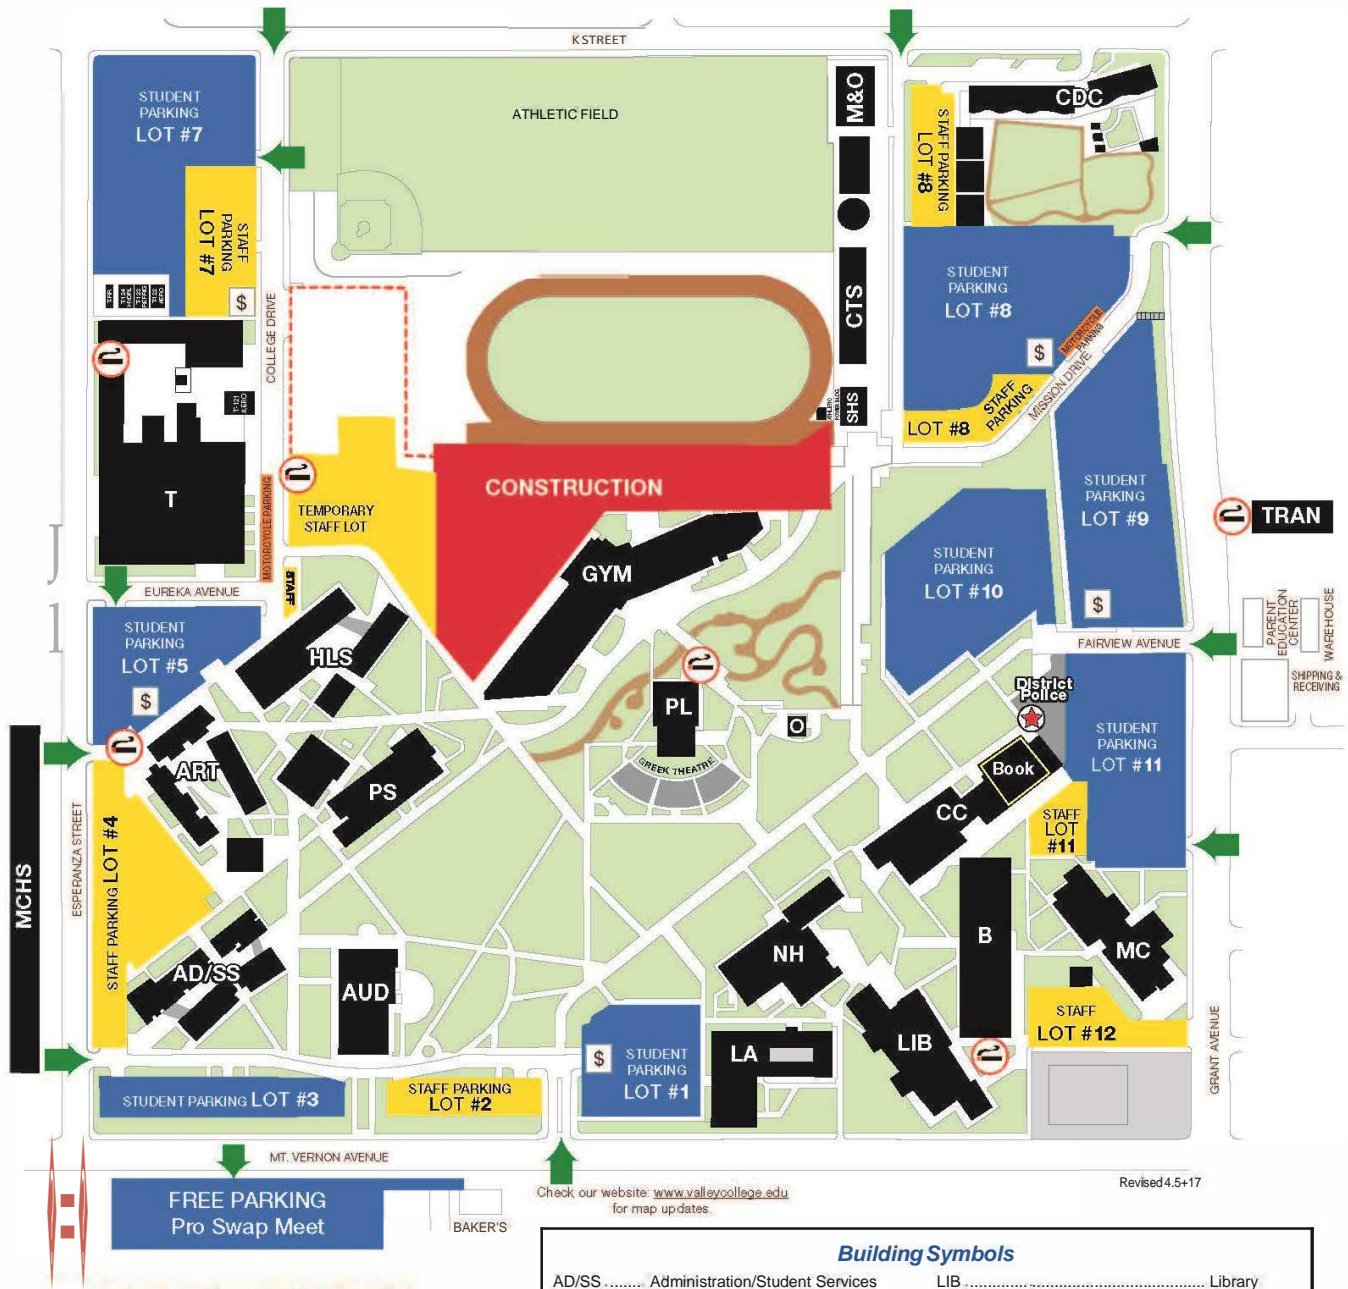 K STREET
STUDENT
PARKING
LOT #7
ATHLETIC FIELD
M&O
CDC
STAFF PARKING
LOT #8
STAFF
PARKING
LOT #7
$
COLLEGE DRIVE
CTS
STUDENT
PARKING
LOT #8
$
MOTORCYCLE
PARKING
MISSION DRIVE
STAFF
PARKING
LOT #8
SHS
T-121
AERO
T
MOTORCYCLE PARKING
TEMPORARY
STAFF LOT
CONSTRUCTION
STUDENT
PARKING
LOT #9
$
TRAN
GYM
STUDENT
PARKING
LOT #10
J
1
EUREKA AVENUE
STAFF
STUDENT
PARKING
LOT #5
$
HLS
FAIRVIEW AVENUE
PARENT
EDUCATION
CENTER
WAREHOUSE
SHIPPING &
RECEIVING
PL
GREEK THEATRE
O
District
Police
STUDENT
PARKING
LOT #11
Book
CC
STAFF
LOT
#11
ART
PS
MCHS
ESPERANZA STREET
STAFF PARKING LOT #4
AD/SS
AUD
NH
B
MC
LIB
LA
STAFF
LOT #12
GRANT AVENUE
$
STUDENT
PARKING
LOT #1
STUDENT PARKING LOT #3
STAFF PARKING
LOT #2
MT. VERNON AVENUE
FREE PARKING
Pro Swap Meet
BAKER'S
Check our website: www.valleycollege.edu
for map updates.
Revised 4.5+17
Building Symbols
AD/SS ........ Administration/Student Services
LIB .................................................. Library